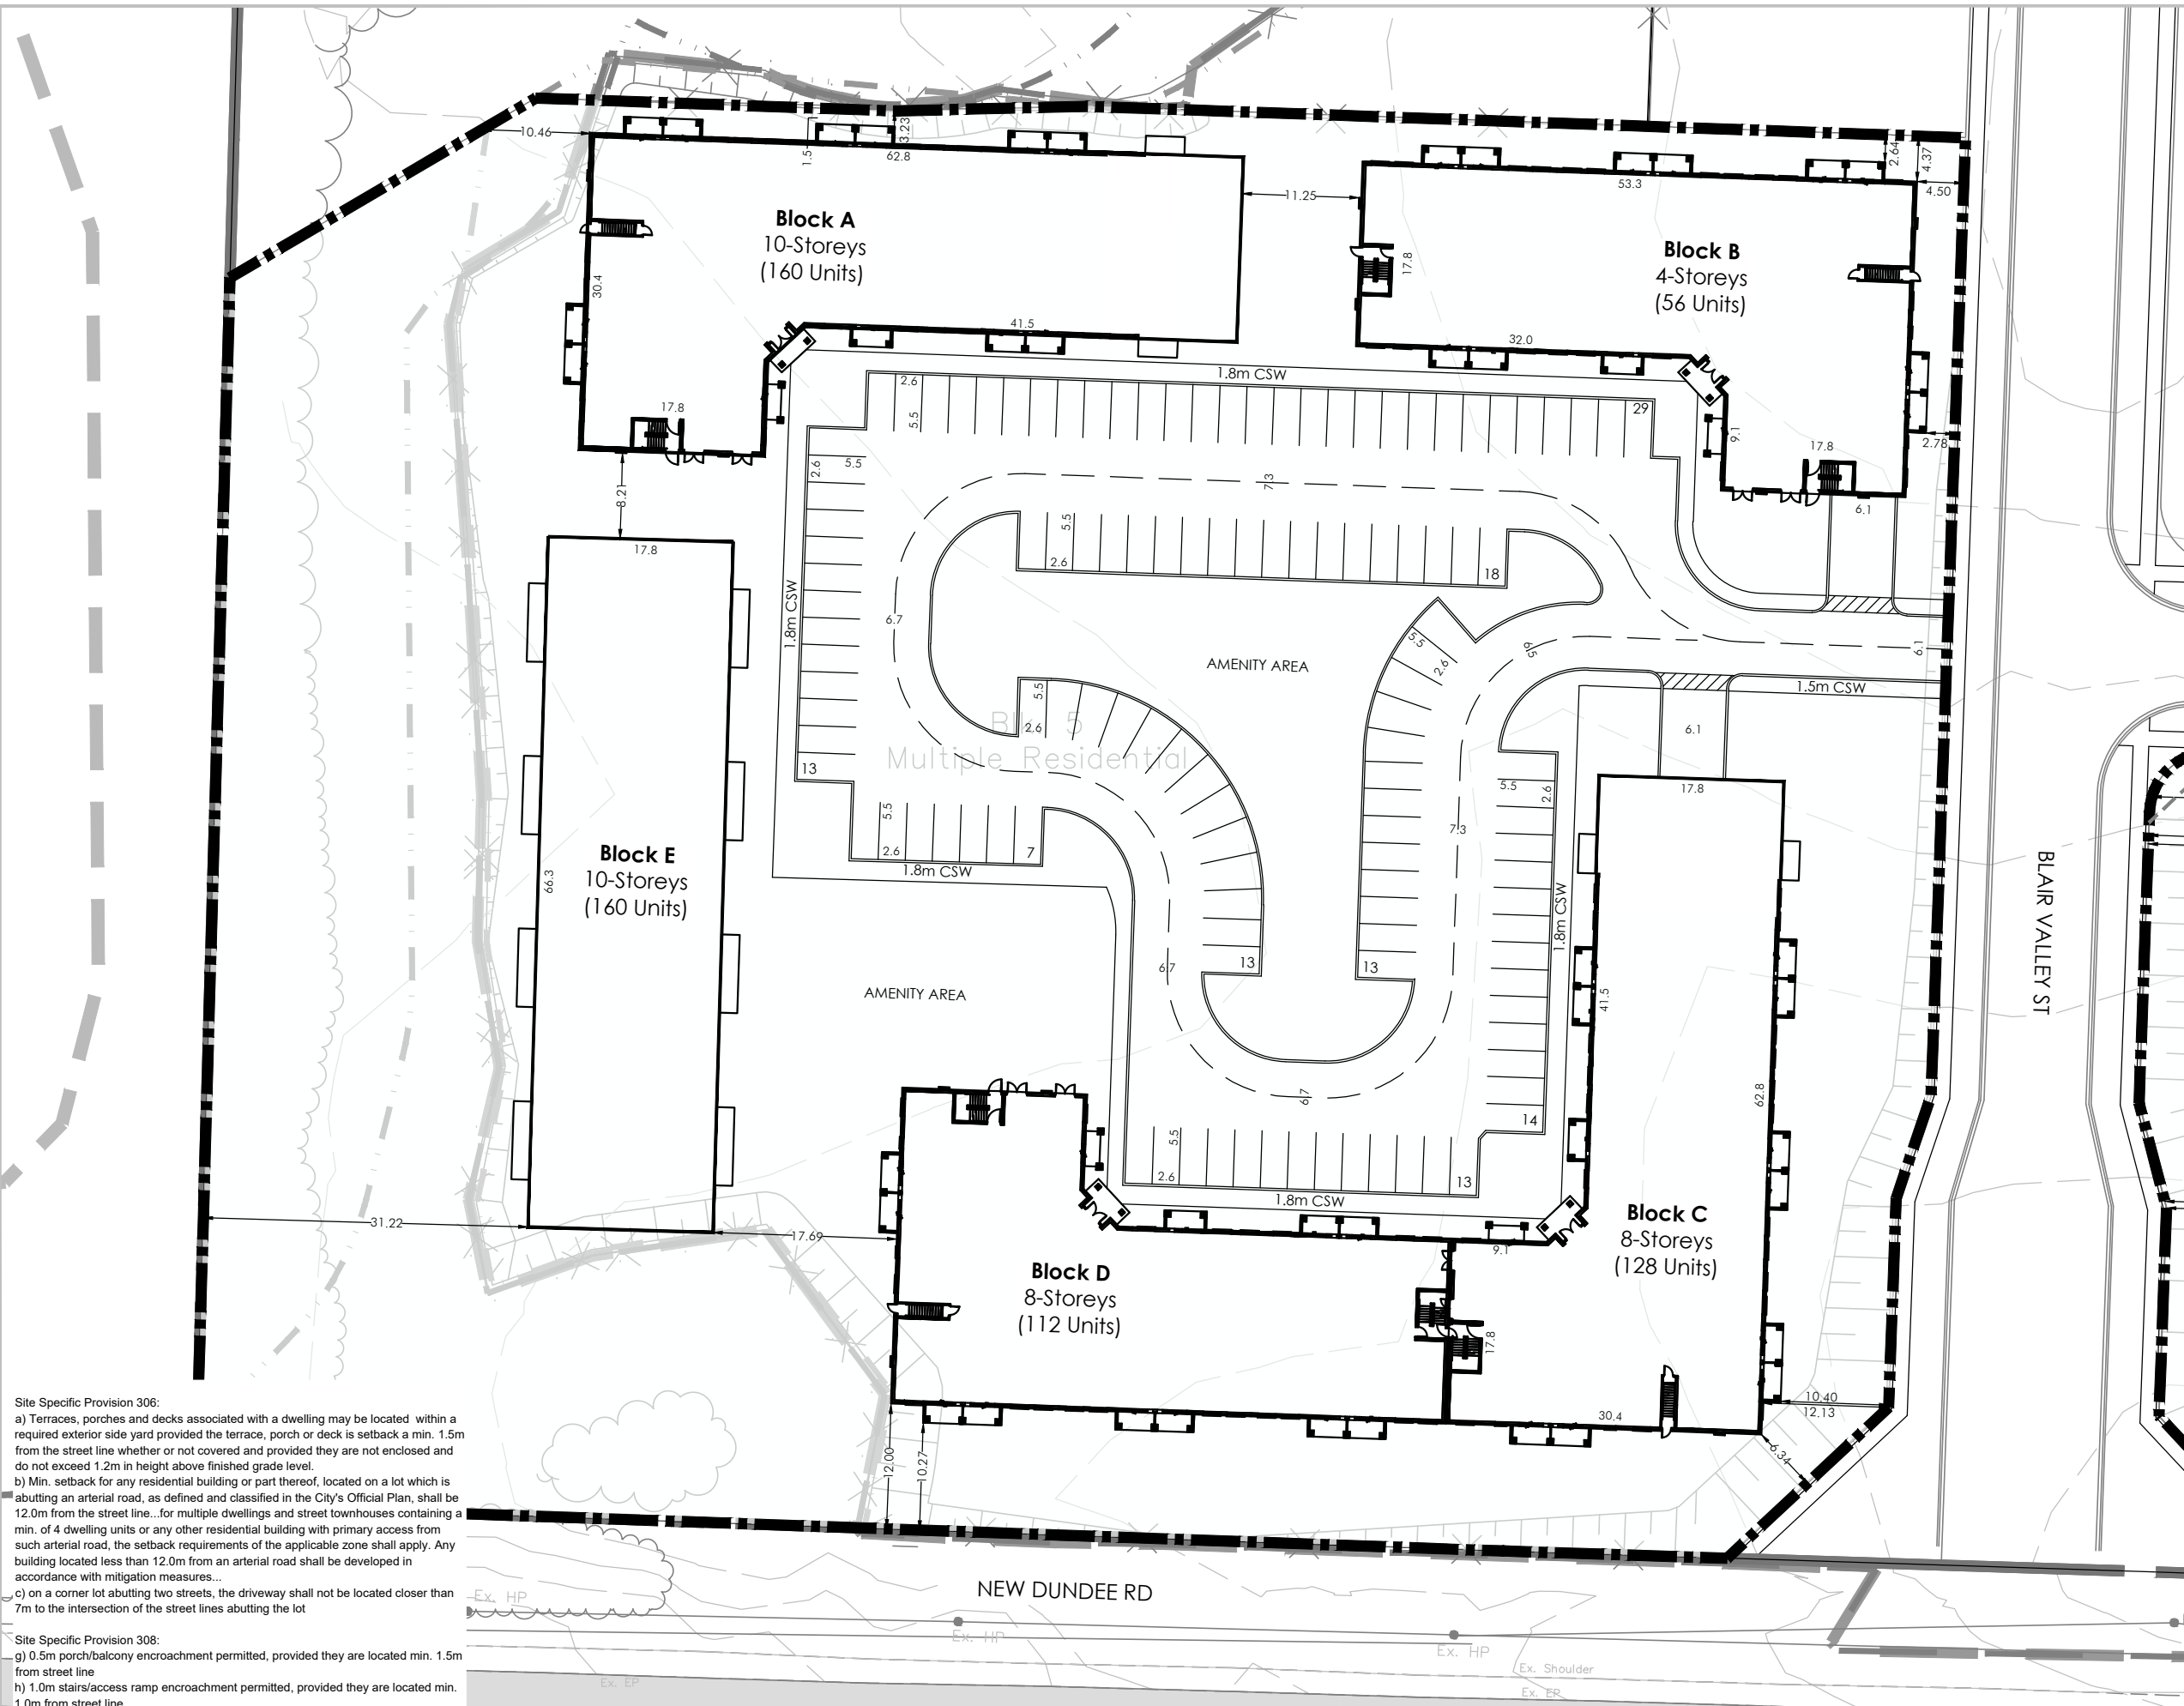 10.46
1.5
3.23
62.8
Block A
10-Storeys
(160 Units)
30.4
41.5
17.8
8.21
11.25
53.3
2.64
4.37
4.50
Block B
4-Storeys
(56 Units)
17.8
32.0
9.1
17.8
6.1
2.78
1.8m CSW
2.6
5.5
29
2.6
5.5
7.3
5.5
2.6
18
6.7
1.8m CSW
AMENITY AREA
5.5
2.6
6.5
6.1
1.5m CSW
6.1
5.5
2.6
Blk 5
Multiple Residential
13
5.5
2.6
7
1.8m CSW
17.8
Block E
10-Storeys
(160 Units)
66.3
AMENITY AREA
6.7
13
13
7.3
5.5
2.6
1.8m CSW
17.8
41.5
62.8
6.7
14
5.5
2.6
13
1.8m CSW
Block C
8-Storeys
(128 Units)
9.1
17.8
30.4
10.40
12.13
6.34
31.22
17.69
Block D
8-Storeys
(112 Units)
12.00
10.27
BLAIR VALLEY ST
NEW DUNDEE RD
Ex. HP
Ex. HP
Ex. HP
Ex. Shoulder
Ex. EP
Ex. EP
Site Specific Provision 306:
a) Terraces, porches and decks associated with a dwelling may be located within a
required exterior side yard provided the terrace, porch or deck is setback a min. 1.5m
from the street line whether or not covered and provided they are not enclosed and
do not exceed 1.2m in height above finished grade level.
b) Min. setback for any residential building or part thereof, located on a lot which is
abutting an arterial road, as defined and classified in the City's Official Plan, shall be
12.0m from the street line...for multiple dwellings and street townhouses containing a
min. of 4 dwelling units or any other residential building with primary access from
such arterial road, the setback requirements of the applicable zone shall apply. Any
building located less than 12.0m from an arterial road shall be developed in
accordance with mitigation measures...
c) on a corner lot abutting two streets, the driveway shall not be located closer than
7m to the intersection of the street lines abutting the lot
Site Specific Provision 308:
g) 0.5m porch/balcony encroachment permitted, provided they are located min. 1.5m
from street line
h) 1.0m stairs/access ramp encroachment permitted, provided they are located min.
1.0m from street line